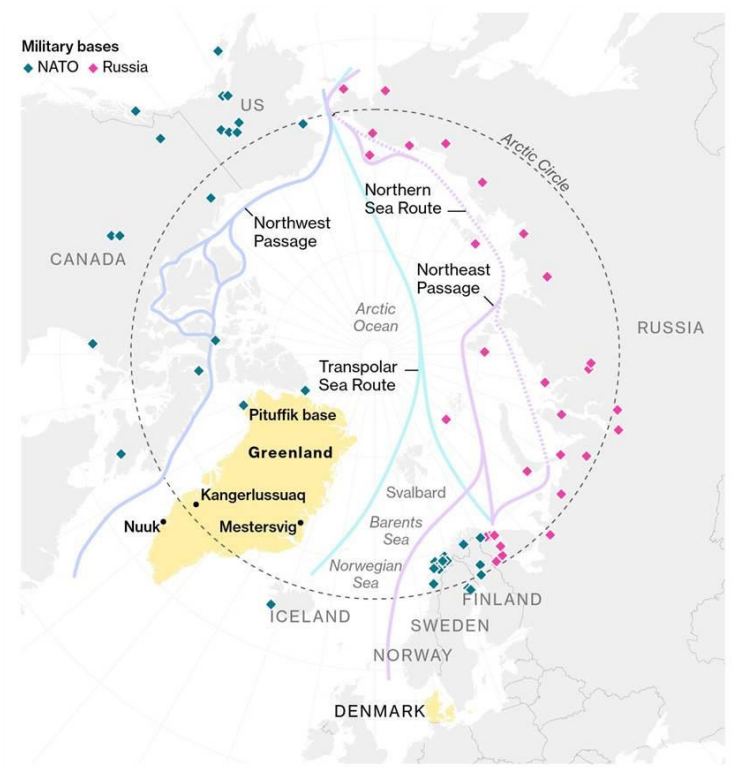 Military bases
NATO Russia
US
Arctic Circle
Northern
Sea Route
Northwest
Passage
CANADA
Northeast
Passage
Arctic
Ocean
RUSSIA
Transpolar
Sea Route
Pituffik base
Greenland
Svalbard
Kangerlussuaq
Nuuk
Mestersvig
Barents
Sea
Norwegian
Sea
FINLAND
ICELAND
SWEDEN
NORWAY
DENMARK